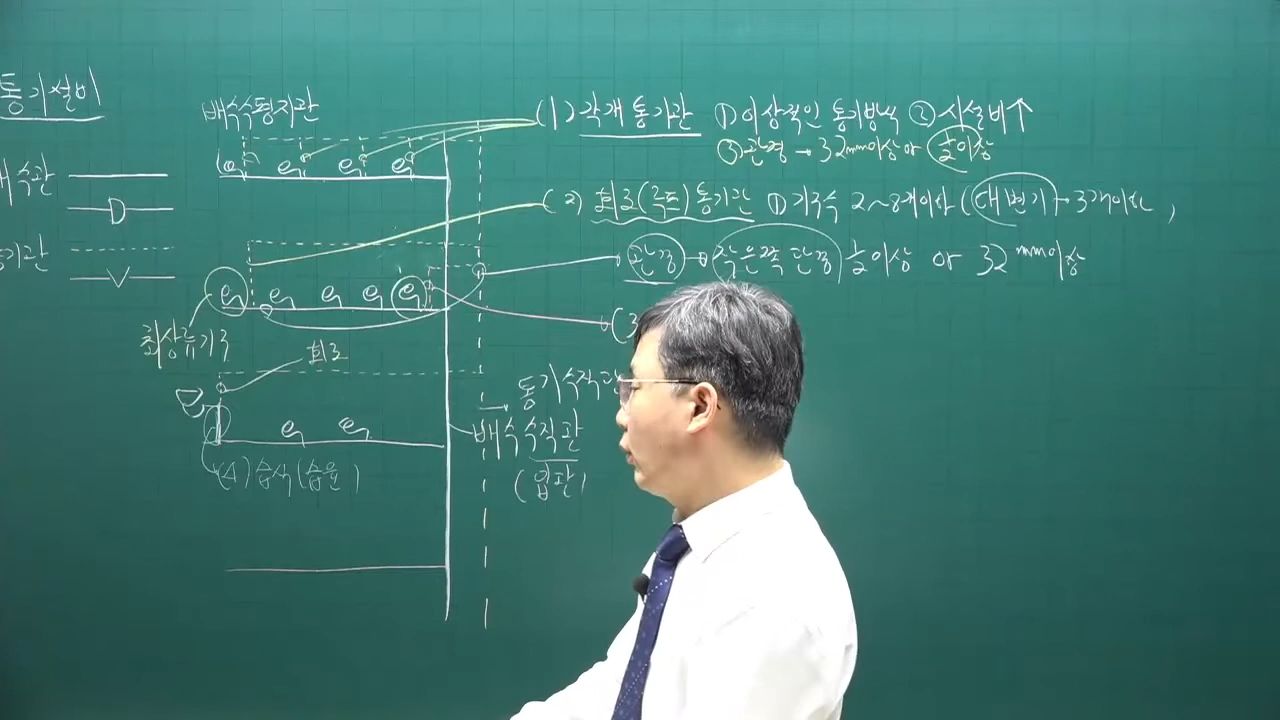 통기설비
배수수평지관
(1) 각개통기관 ① 이상적인 통기방식 ② 시설비↑
③ 관경 → 32mm이상 or ½이상
배수관
D
(2) 회로(루프)통기관 ① 기구수 2~8개이하 (대변기→3개이하,
통기관
V
관경 → 작은쪽 관경 ½이상 or 32mm이상
(3
최상류기구
회로
통기수직관
배수수직관
(입관)
(4) 습식(습윤)